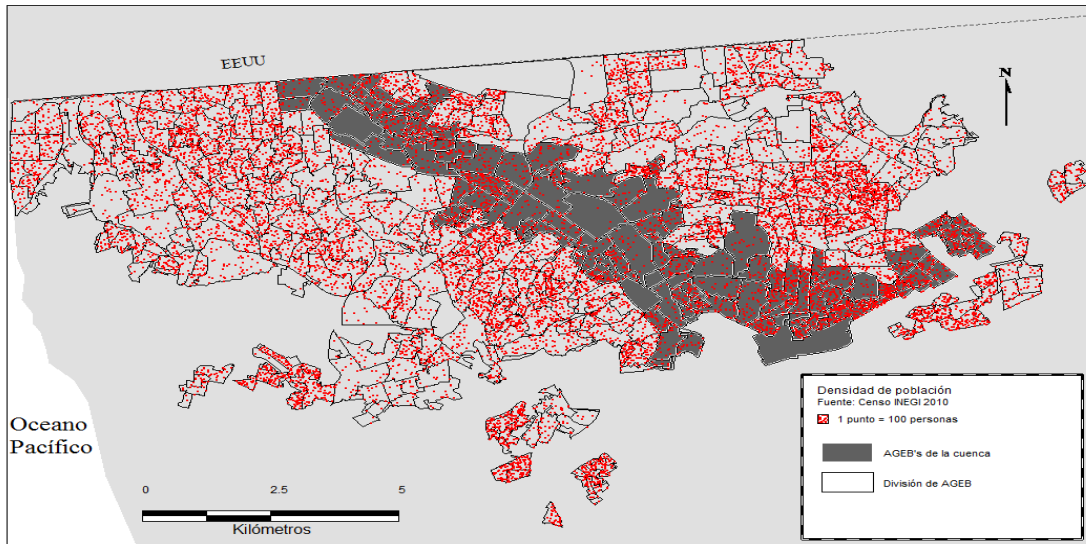 EEUU
N
Oceano
Pacífico
0 2.5 5
Kilómetros
Densidad de población
Fuente: Censo INEGI 2010
1 punto = 100 personas
AGEB's de la cuenca
División de AGEB